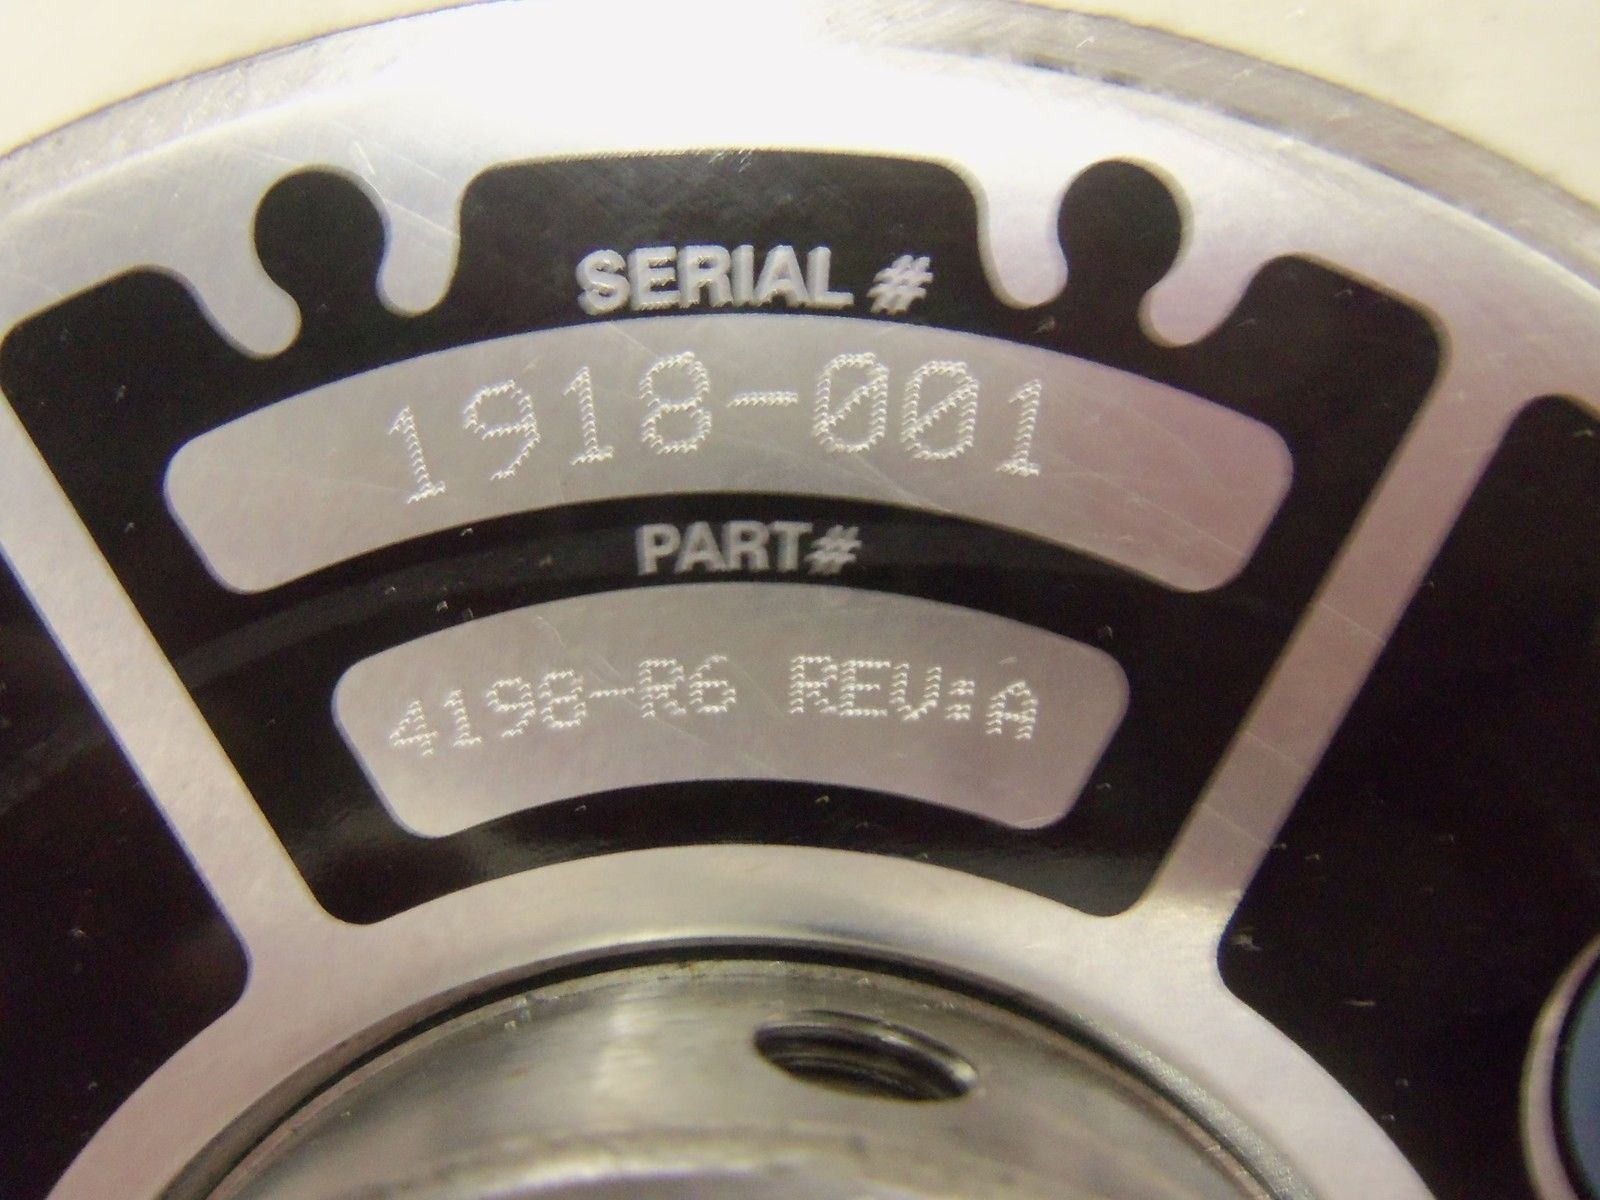 SERIAL #
1918-001
PART#
4198-R6 REV:A